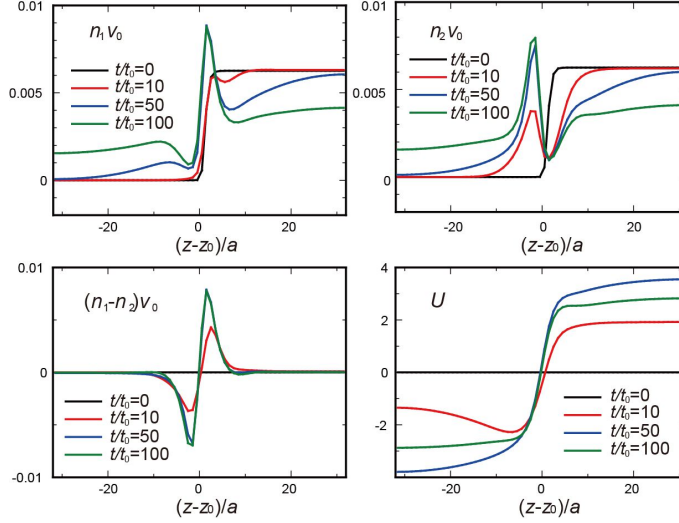 0.01
n₁v₀
t/t₀=0
t/t₀=10
t/t₀=50
t/t₀=100
0.005
0
-20
0
20
(z-z₀)/a
0.01
n₂v₀
t/t₀=0
t/t₀=10
t/t₀=50
t/t₀=100
0.005
0
-20
0
20
(z-z₀)/a
0.01
(n₁-n₂)v₀
0
t/t₀=0
t/t₀=10
t/t₀=50
t/t₀=100
-0.01
-20
0
20
(z-z₀)/a
4
U
2
0
t/t₀=0
t/t₀=10
t/t₀=50
t/t₀=100
-2
-20
0
20
(z-z₀)/a